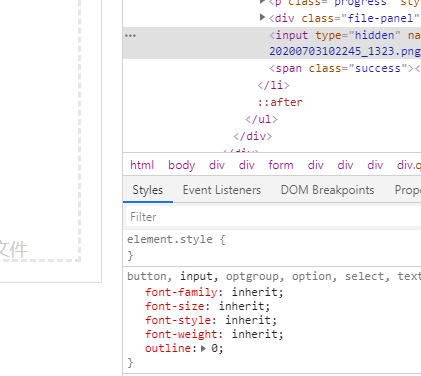 <p class="progress" sty
<div class="file-panel"
<input type="hidden" na
20200703102245_1323.png
<span class="success"><
</li>
::after
</ul>
</div>
html body div div form div div div div.q
Styles Event Listeners DOM Breakpoints Prope
Filter
element.style {
}
button, input, optgroup, option, select, text
font-family: inherit;
font-size: inherit;
font-style: inherit;
font-weight: inherit;
outline: 0;
}
文件